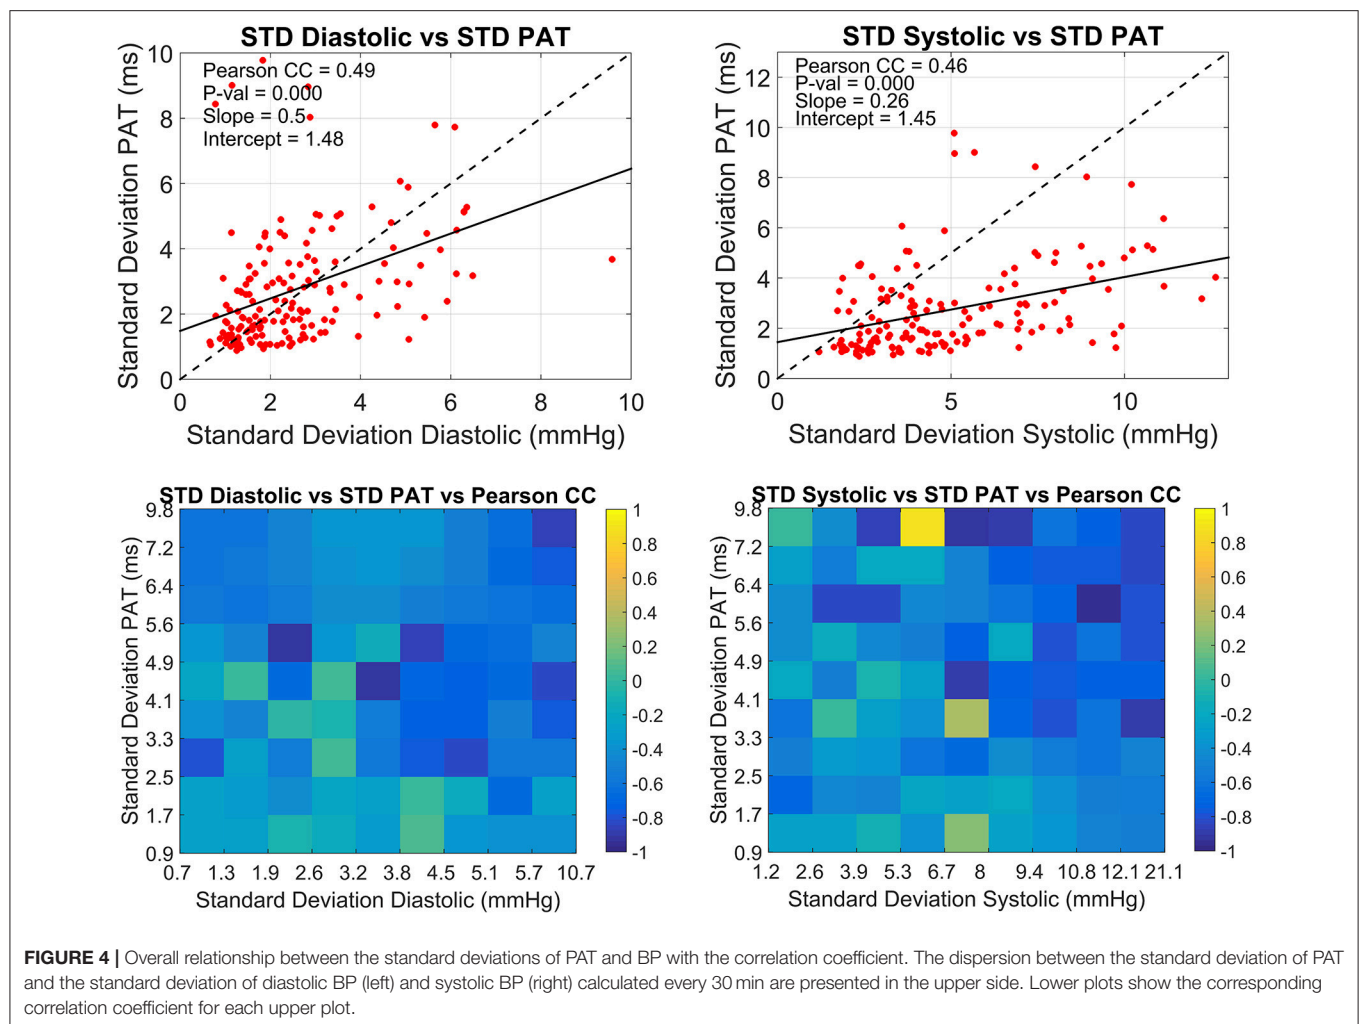 STD Diastolic vs STD PAT
Pearson CC = 0.49
P-val = 0.000
Slope = 0.5
Intercept = 1.48
Standard Deviation PAT (ms)
10
8
6
4
2
0
0 2 4 6 8 10
Standard Deviation Diastolic (mmHg)
STD Systolic vs STD PAT
Pearson CC = 0.46
P-val = 0.000
Slope = 0.26
Intercept = 1.45
Standard Deviation PAT (ms)
12
10
8
6
4
2
0
0 5 10
Standard Deviation Systolic (mmHg)
STD Diastolic vs STD PAT vs Pearson CC
Standard Deviation PAT (ms)
9.8
7.2
6.4
5.6
4.9
4.1
3.3
2.5
1.7
0.9
0.7 1.3 1.9 2.6 3.2 3.8 4.5 5.1 5.7 10.7
Standard Deviation Diastolic (mmHg)
1
0.8
0.6
0.4
0.2
0
-0.2
-0.4
-0.6
-0.8
-1
STD Systolic vs STD PAT vs Pearson CC
Standard Deviation PAT (ms)
9.8
7.2
6.4
5.6
4.9
4.1
3.3
2.5
1.7
0.9
1.2 2.6 3.9 5.3 6.7 8 9.4 10.8 12.1 21.1
Standard Deviation Systolic (mmHg)
1
0.8
0.6
0.4
0.2
0
-0.2
-0.4
-0.6
-0.8
-1
FIGURE 4 | Overall relationship between the standard deviations of PAT and BP with the correlation coefficient. The dispersion between the standard deviation of PAT
and the standard deviation of diastolic BP (left) and systolic BP (right) calculated every 30 min are presented in the upper side. Lower plots show the corresponding
correlation coefficient for each upper plot.